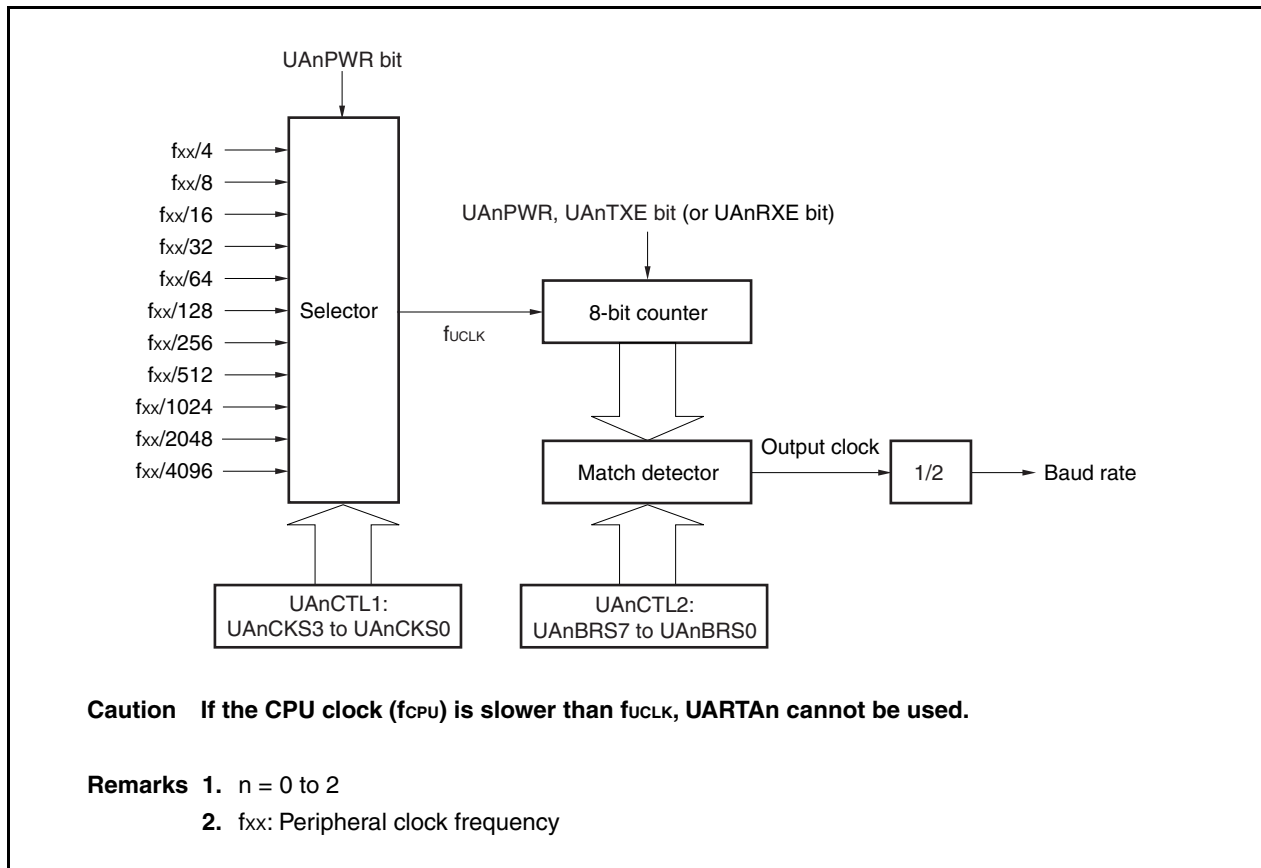 UAnPWR bit
fxx/4
fxx/8
fxx/16
fxx/32
fxx/64
fxx/128
fxx/256
fxx/512
fxx/1024
fxx/2048
fxx/4096
Selector
fUCLK
UAnPWR, UAnTXE bit (or UAnRXE bit)
8-bit counter
Match detector
Output clock
1/2
Baud rate
UAnCTL1:
UAnCKS3 to UAnCKS0
UAnCTL2:
UAnBRS7 to UAnBRS0
Caution If the CPU clock (fCPU) is slower than fUCLK, UARTAn cannot be used.
Remarks 1. n = 0 to 2
2. fxx: Peripheral clock frequency